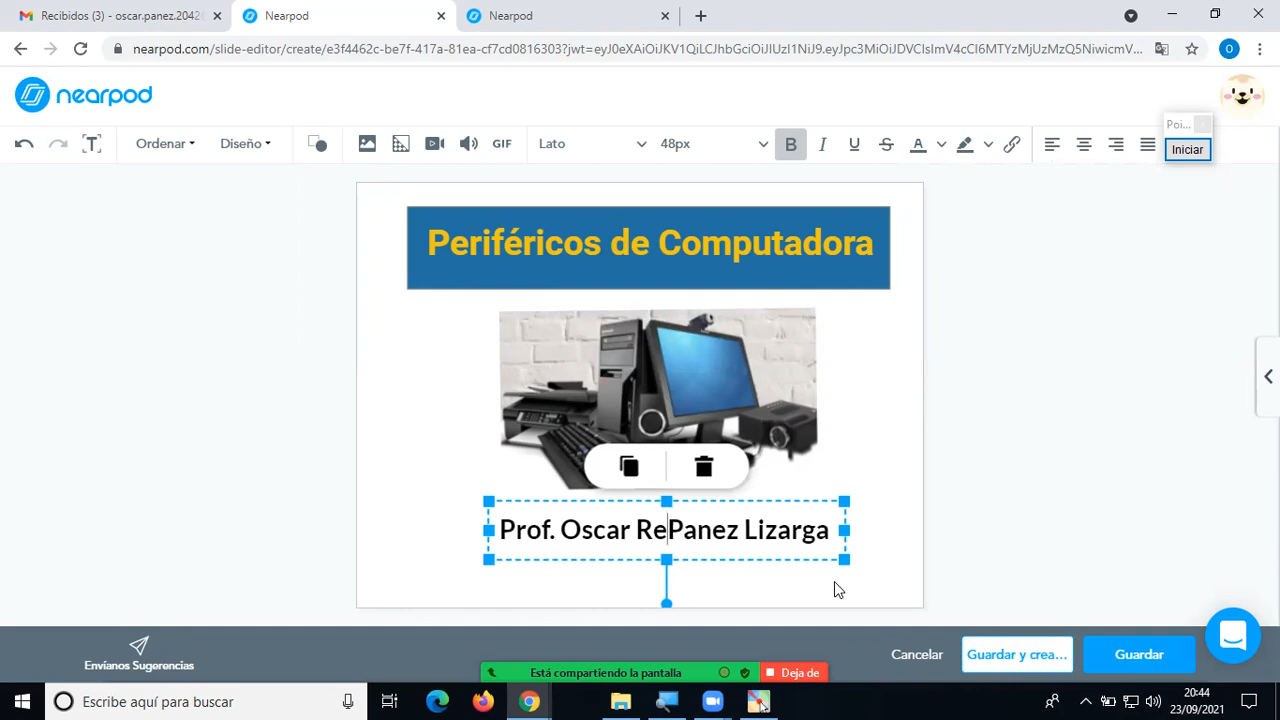 Recibidos (3) - oscar.panez.2042
Nearpod
Nearpod
nearpod.com/slide-editor/create/e3f4462c-be7f-417a-81ea-cf7cd0816303?jwt=eyJ0eXAiOiJKV1QiLCJhbGciOiJIUzI1NiJ9.eyJpc3MiOiJDVCIsImV4cCI6MTYzMjUzMzQ5NiwicmV...
O
nearpod
Poi...
Ordenar
Diseño
GIF
Lato
48px
B
I
U
S
A
Iniciar
Periféricos de Computadora
Prof. Oscar RePanez Lizarga
Envíanos Sugerencias
Cancelar
Guardar y crea...
Guardar
Está compartiendo la pantalla
Deja de
Escribe aquí para buscar
20:44
23/09/2021